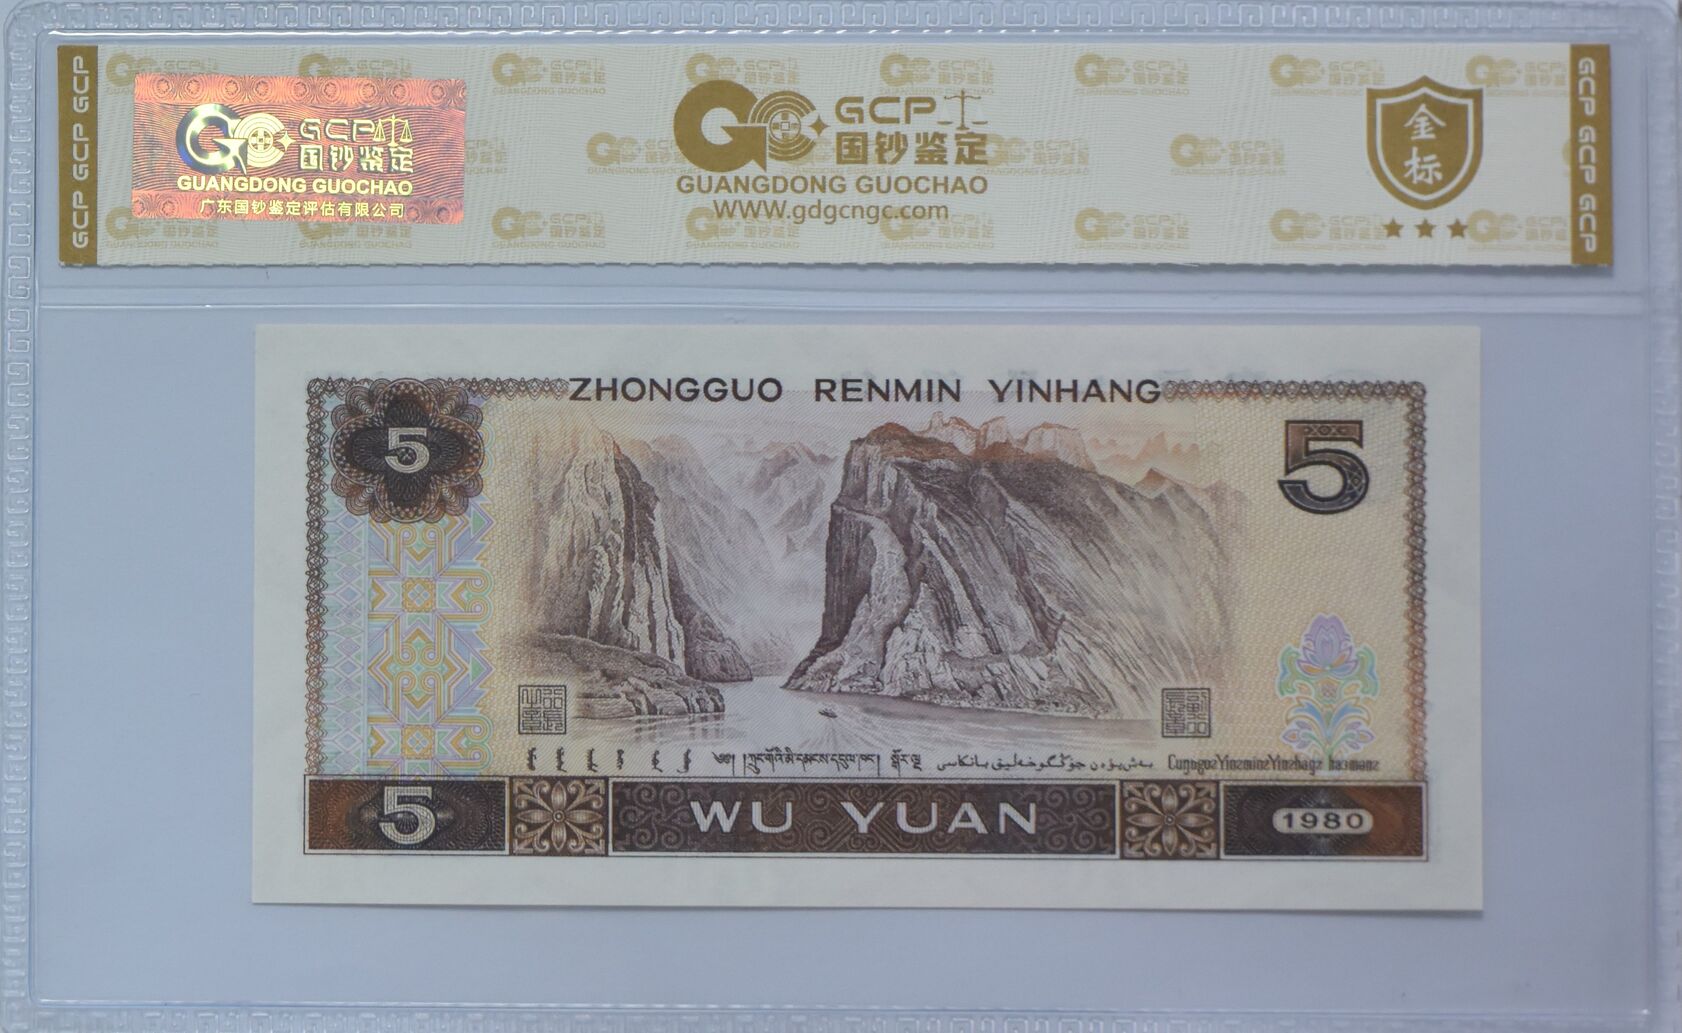 GCP GCP GCP
GCP
国钞鉴定
GUANGDONG GUOCHAO
广东国钞鉴定评估有限公司
GCP
国钞鉴定
GUANGDONG GUOCHAO
WWW.gdgcngc.com
金标
GCP GCP GCP
ZHONGGUO RENMIN YINHANG
5
5
5 WU YUAN 1980